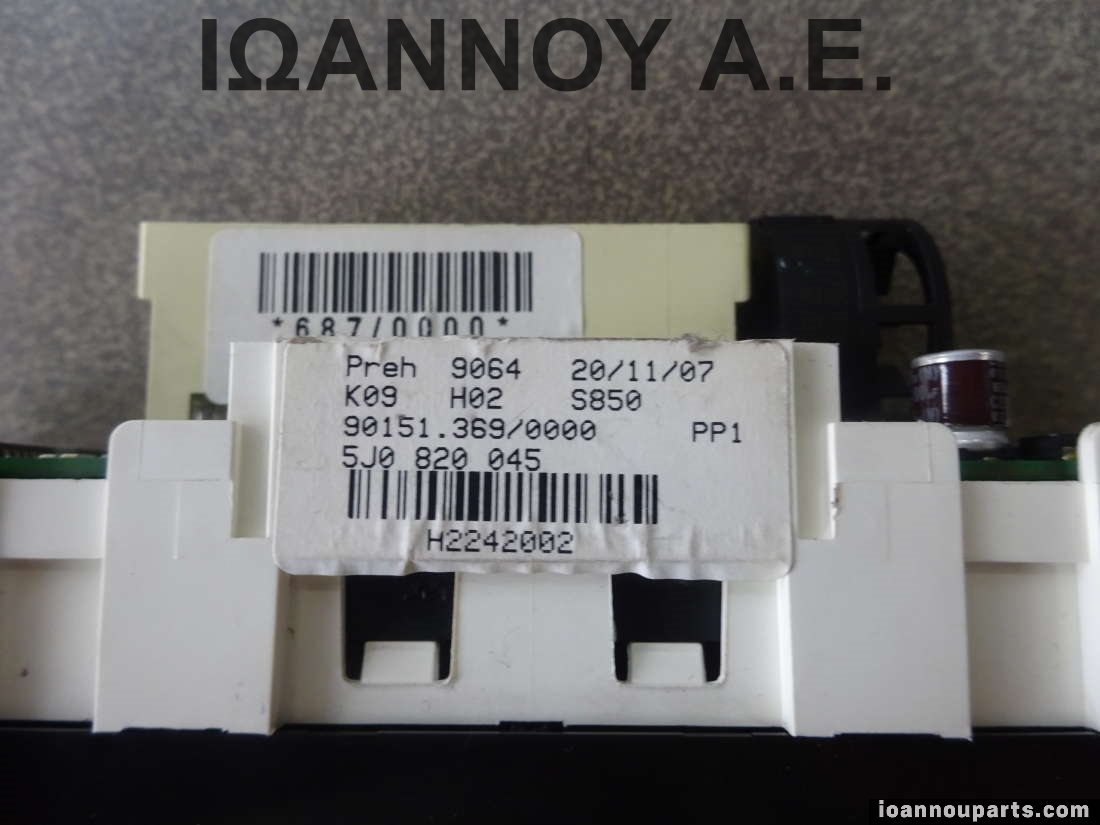 ΙΩΑΝΝΟΥ Α.Ε.
*687/0000*
Preh 9064 20/11/07
K09 H02 S850
90151.369/0000 PP1
5J0 820 045
H2242002
ioannouparts.com